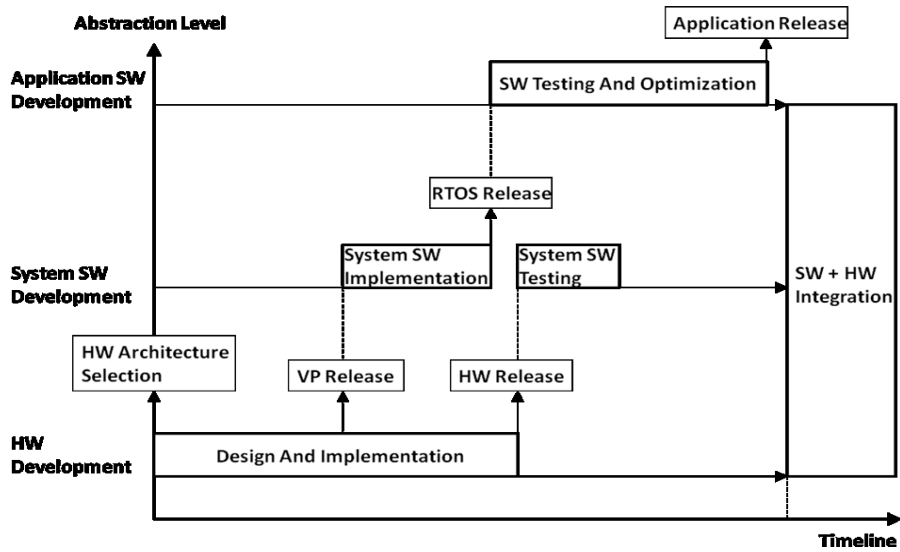 Abstraction Level
Application Release
Application SW
Development
SW Testing And Optimization
RTOS Release
System SW
Development
System SW
Implementation
System SW
Testing
SW + HW
Integration
HW Architecture
Selection
VP Release
HW Release
HW
Development
Design And Implementation
Timeline